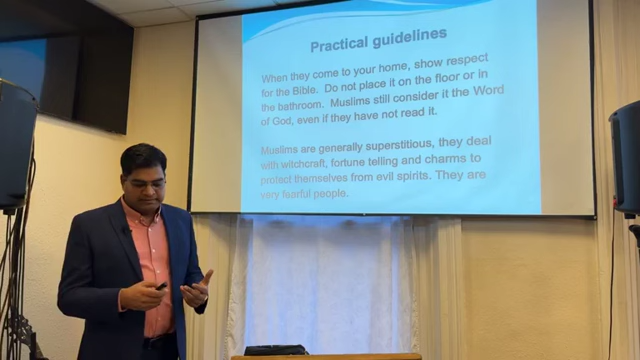 Practical guidelines
When they come to your home, show respect
for the Bible. Do not place it on the floor or in
the bathroom. Muslims still consider it the Word
of God, even if they have not read it.
Muslims are generally superstitious, they deal
with witchcraft, fortune telling and charms to
protect themselves from evil spirits. They are
very fearful people.